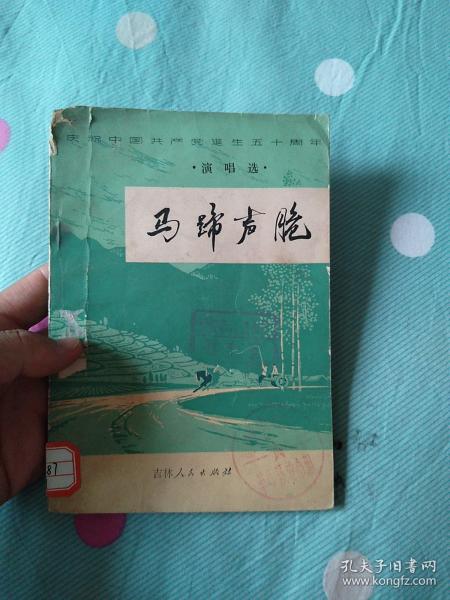 庆祝中国共产党诞生五十周年
·演唱选·
马蹄声脆
吉林人民出版社
87
孔夫子旧书网
www.kongfz.com